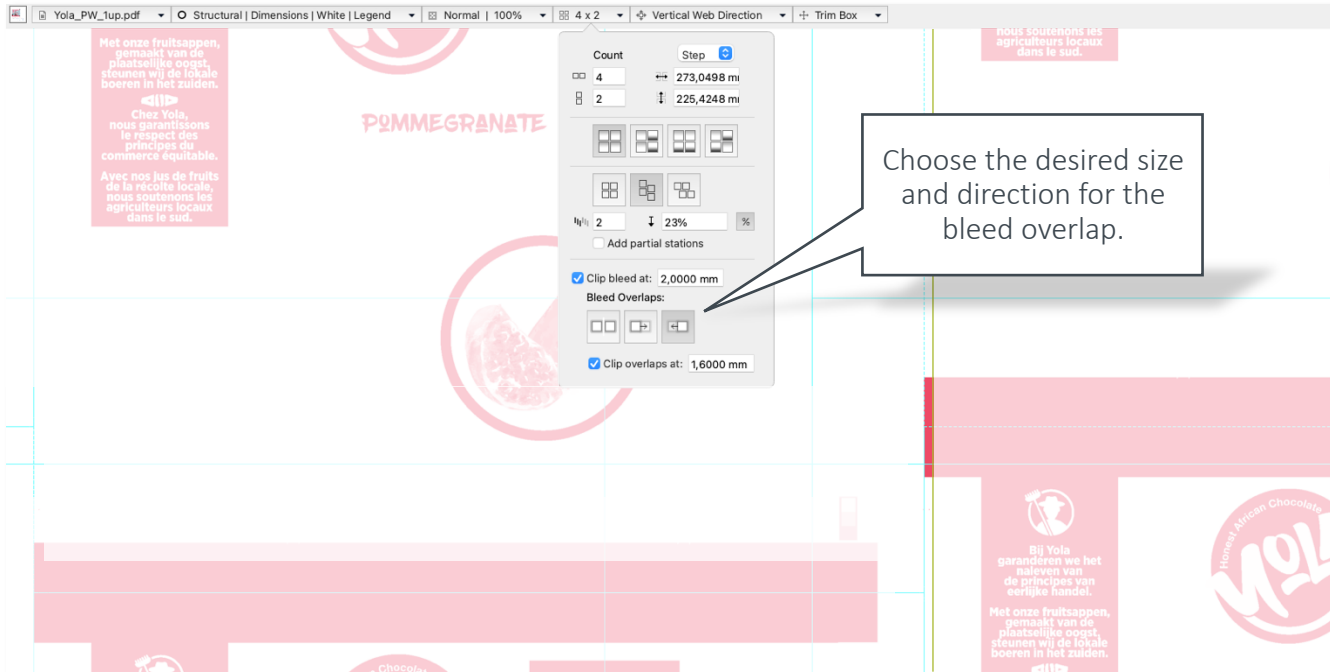 Yola_PW_1up.pdf
Structural | Dimensions | White | Legend
Normal | 100%
4 x 2
Vertical Web Direction
Trim Box
Met onze fruitsappen,
gemaakt van de
plaatselijke oogst,
steunen wij de lokale
boeren in het zuiden.
Chez Yola,
nous garantissons
le respect des
principes du
commerce équitable.
Avec nos jus de fruits
de la récolte locale,
nous soutenons les
agriculteurs locaux
dans le sud.
POMMEGRANATE
Count
Step
4
273,0498 m
2
225,4248 m
2
23%
%
Add partial stations
Clip bleed at: 2,0000 mm
Bleed Overlaps:
Clip overlaps at: 1,6000 mm
nous soutenons les
agriculteurs locaux
dans le sud.
Choose the desired size
and direction for the
bleed overlap.
Bij Yola
garanderen we het
naleven van
de principes van
eerlijke handel.
Met onze fruitsappen,
gemaakt van de
plaatselijke oogst,
steunen wij de lokale
boeren in het zuiden.
Honest African Chocolate
YOL
Chocola